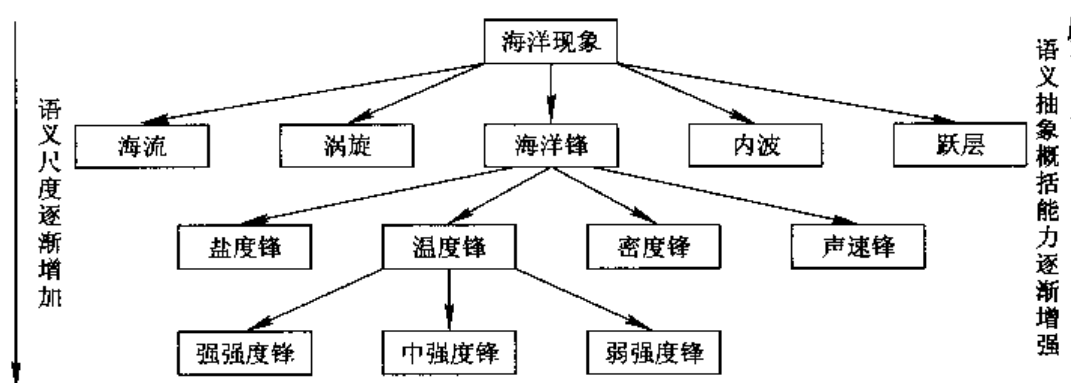 海洋现象
海流
涡旋
海洋锋
内波
跃层
盐度锋
温度锋
密度锋
声速锋
强强度锋
中强度锋
弱强度锋
语义尺度逐渐增加
语义抽象概括能力逐渐增强